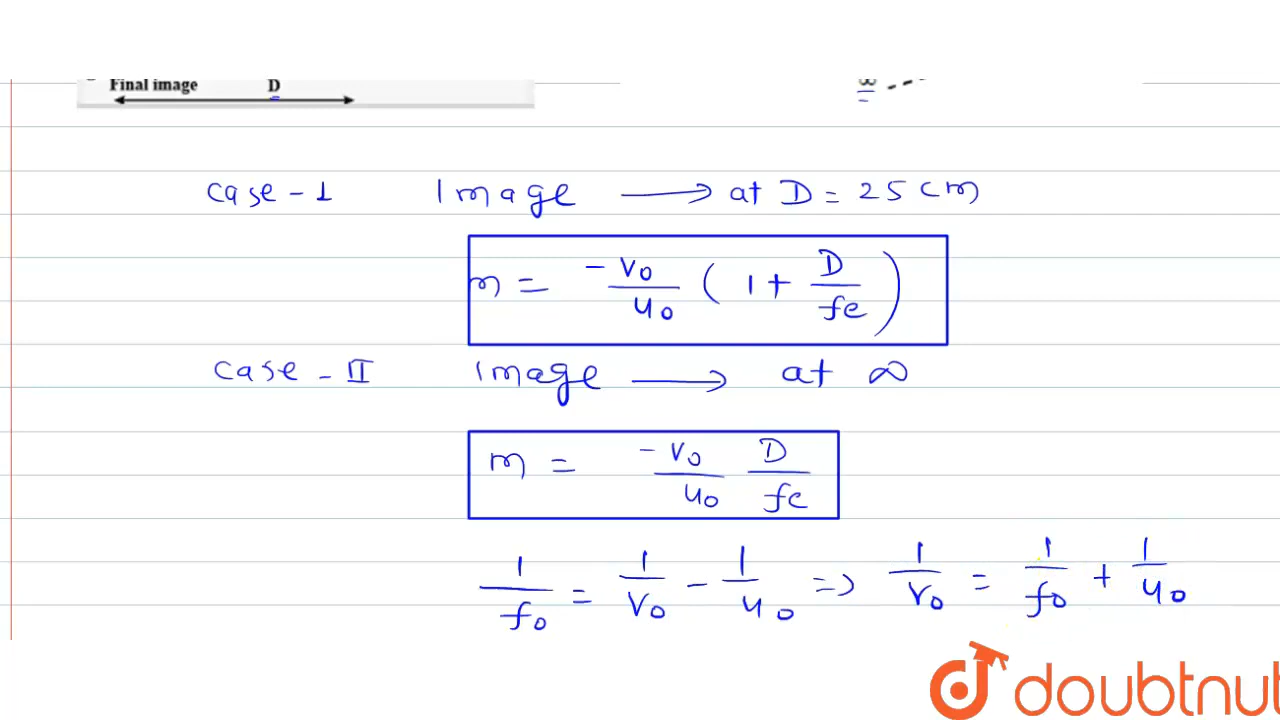 Final image D
∞
case - I Image ⟶ at D = 25 cm
m = -v₀/u₀ (1 + D/fe)
case - II Image ⟶ at ∞
m = -v₀/u₀ D/fe
1/f₀ = 1/v₀ - 1/u₀ ⇒ 1/v₀ = 1/f₀ + 1/u₀
doubtnut